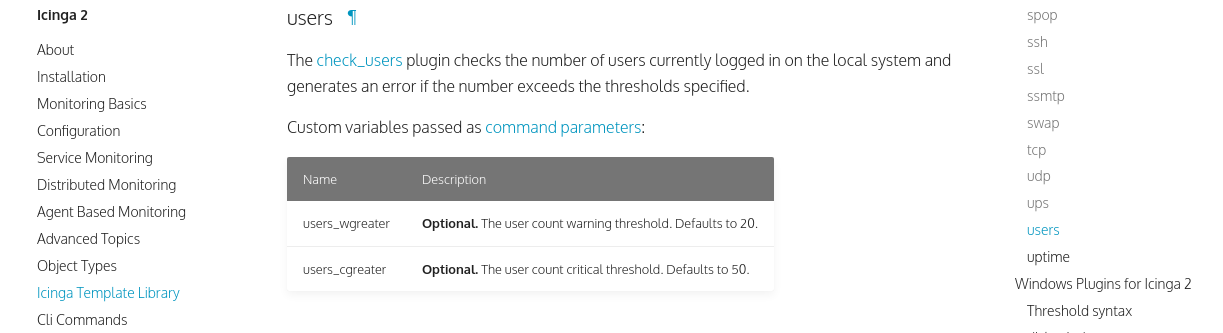 Icinga 2
About
Installation
Monitoring Basics
Configuration
Service Monitoring
Distributed Monitoring
Agent Based Monitoring
Advanced Topics
Object Types
Icinga Template Library
Cli Commands
users ¶
The check_users plugin checks the number of users currently logged in on the local system and
generates an error if the number exceeds the thresholds specified.
Custom variables passed as command parameters:
Name Description
users_wgreater Optional. The user count warning threshold. Defaults to 20.
users_cgreater Optional. The user count critical threshold. Defaults to 50.
spop
ssh
ssl
ssmtp
swap
tcp
udp
ups
users
uptime
Windows Plugins for Icinga 2
Threshold syntax